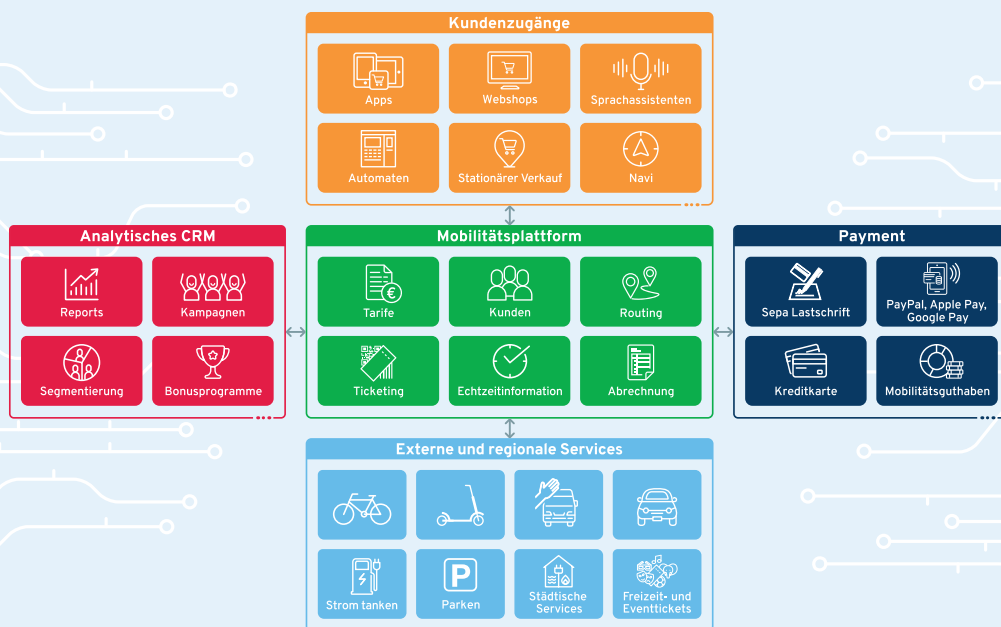 Kundenzugänge
Apps
Webshops
Sprachassistenten
Automaten
Stationärer Verkauf
Navi
Analytisches CRM
Reports
Kampagnen
Segmentierung
Bonusprogramme
Mobilitätsplattform
Tarife
Kunden
Routing
Ticketing
Echtzeitinformation
Abrechnung
Payment
Sepa Lastschrift
PayPal, Apple Pay,
Google Pay
Kreditkarte
Mobilitätsguthaben
Externe und regionale Services
Strom tanken
P
Parken
Städtische
Services
Freizeit- und
Eventtickets